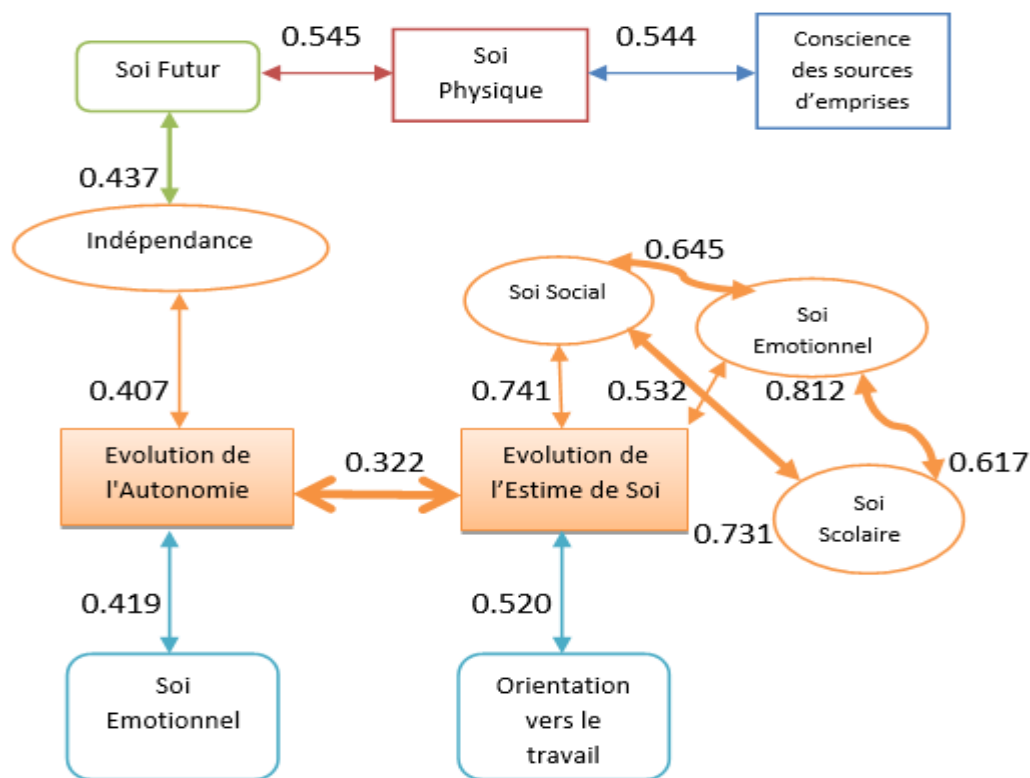 0.545
0.544
Soi Futur
Soi
Physique
Conscience
des sources
d’emprises
0.437
Indépendance
0.645
Soi Social
Soi
Emotionnel
0.407
0.741
0.532
0.812
Evolution de
l'Autonomie
0.322
Evolution de
l’Estime de Soi
0.617
Soi
Scolaire
0.731
0.419
0.520
Soi
Emotionnel
Orientation
vers le
travail